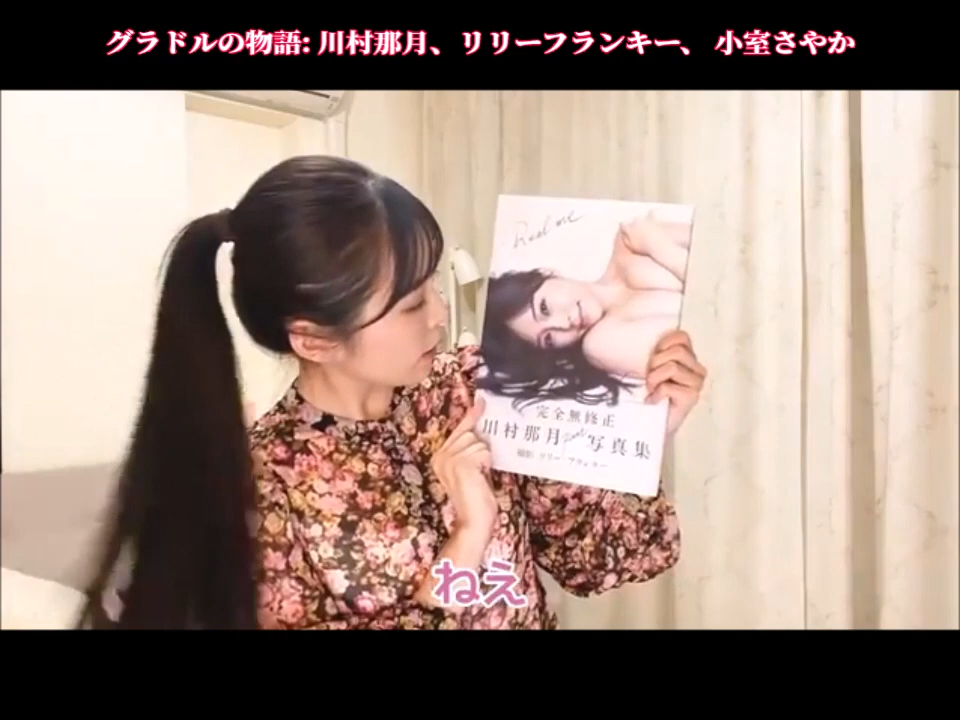 グラドルの物語: 川村那月、リリーフランキー、 小室さやか
Real me
完全無修正
川村那月 First 写真集
撮影 リリー・フランキー
ねえ